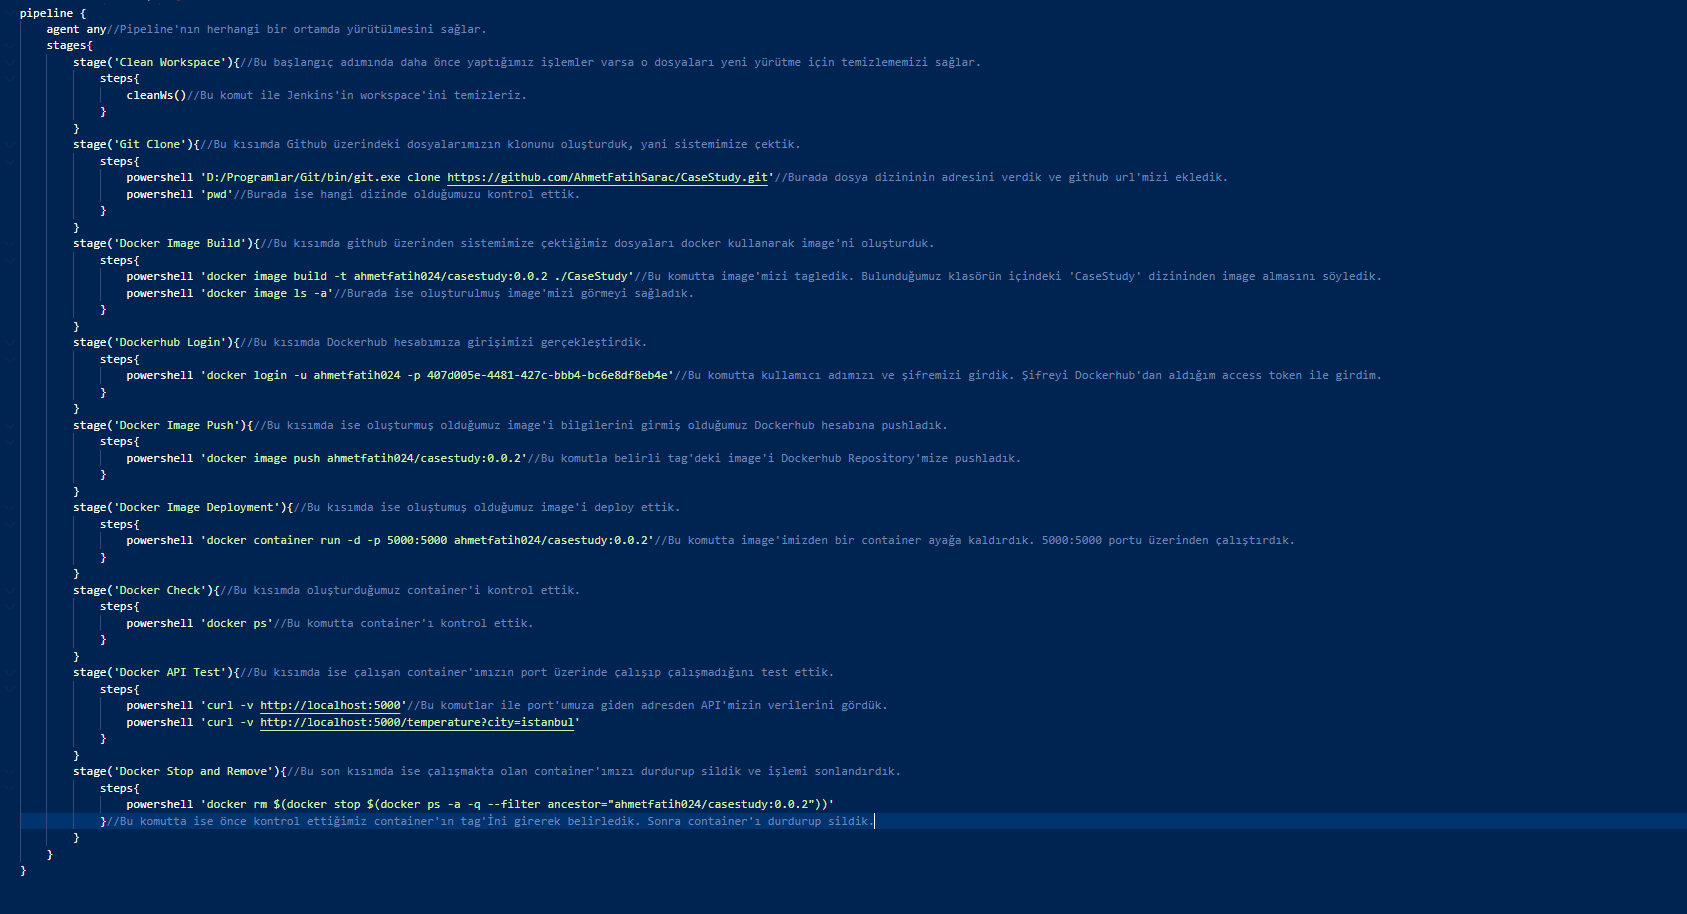 pipeline {
agent any//Pipeline'nın herhangi bir ortamda yürütülmesini sağlar.
stages{
stage('Clean Workspace'){//Bu başlangıç adımında daha önce yaptığımız işlemler varsa o dosyaları yeni yürütme için temizlememizi sağlar.
steps{
cleanWs()//Bu komut ile Jenkins'in workspace'ini temizleriz.
}
}
stage('Git Clone'){//Bu kısımda Github üzerindeki dosyalarımızın klonunu oluşturduk, yani sistemimize çektik.
steps{
powershell 'D:/Programlar/Git/bin/git.exe clone https://github.com/AhmetFatihSarac/CaseStudy.git'//Burada dosya dizininin adresini verdik ve github url'mizi ekledik.
powershell 'pwd'//Burada ise hangi dizinde olduğumuzu kontrol ettik.
}
}
stage('Docker Image Build'){//Bu kısımda github üzerinden sistemimize çektiğimiz dosyaları docker kullanarak image'ni oluşturduk.
steps{
powershell 'docker image build -t ahmetfatih024/casestudy:0.0.2 ./CaseStudy'//Bu komutta image'mizi tagledik. Bulunduğumuz klasörün içindeki 'CaseStudy' dizininden image almasını söyledik.
powershell 'docker image ls -a'//Burada ise oluşturulmuş image'mizi görmeyi sağladık.
}
}
stage('Dockerhub Login'){//Bu kısımda Dockerhub hesabımıza girişimizi gerçekleştirdik.
steps{
powershell 'docker login -u ahmetfatih024 -p 407d005e-4481-427c-bbb4-bc6e8df8eb4e'//Bu komutta kullamıcı adımızı ve şifremizi girdik. Şifreyi Dockerhub'dan aldığım access token ile girdim.
}
}
stage('Docker Image Push'){//Bu kısımda ise oluşturmuş olduğumuz image'i bilgilerini girmiş olduğumuz Dockerhub hesabına pushladık.
steps{
powershell 'docker image push ahmetfatih024/casestudy:0.0.2'//Bu komutla belirli tag'deki image'i Dockerhub Repository'mize pushladık.
}
}
stage('Docker Image Deployment'){//Bu kısımda ise oluştumuş olduğumuz image'i deploy ettik.
steps{
powershell 'docker container run -d -p 5000:5000 ahmetfatih024/casestudy:0.0.2'//Bu komutta image'imizden bir container ayağa kaldırdık. 5000:5000 portu üzerinden çalıştırdık.
}
}
stage('Docker Check'){//Bu kısımda oluşturduğumuz container'i kontrol ettik.
steps{
powershell 'docker ps'//Bu komutta container'ı kontrol ettik.
}
}
stage('Docker API Test'){//Bu kısımda ise çalışan container'ımızın port üzerinde çalışıp çalışmadığını test ettik.
steps{
powershell 'curl -v http://localhost:5000'//Bu komutlar ile port'umuza giden adresden API'mizin verilerini gördük.
powershell 'curl -v http://localhost:5000/temperature?city=istanbul'
}
}
stage('Docker Stop and Remove'){//Bu son kısımda ise çalışmakta olan container'ımızı durdurup sildik ve işlemi sonlandırdık.
steps{
powershell 'docker rm $(docker stop $(docker ps -a -q --filter ancestor="ahmetfatih024/casestudy:0.0.2"))'
}//Bu komutta ise önce kontrol ettiğimiz container'ın tag'İni girerek belirledik. Sonra container'ı durdurup sildik.
}
}
}